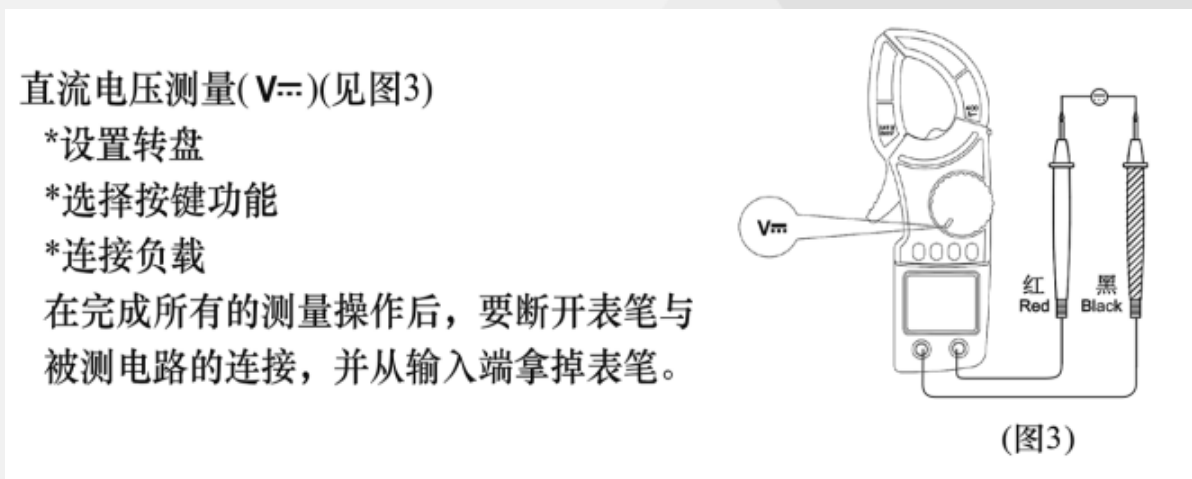 直流电压测量( V⎓)(见图3)
*设置转盘
*选择按键功能
*连接负载
在完成所有的测量操作后，要断开表笔与
被测电路的连接，并从输入端拿掉表笔。
V⎓
红
Red
黑
Black
(图3)